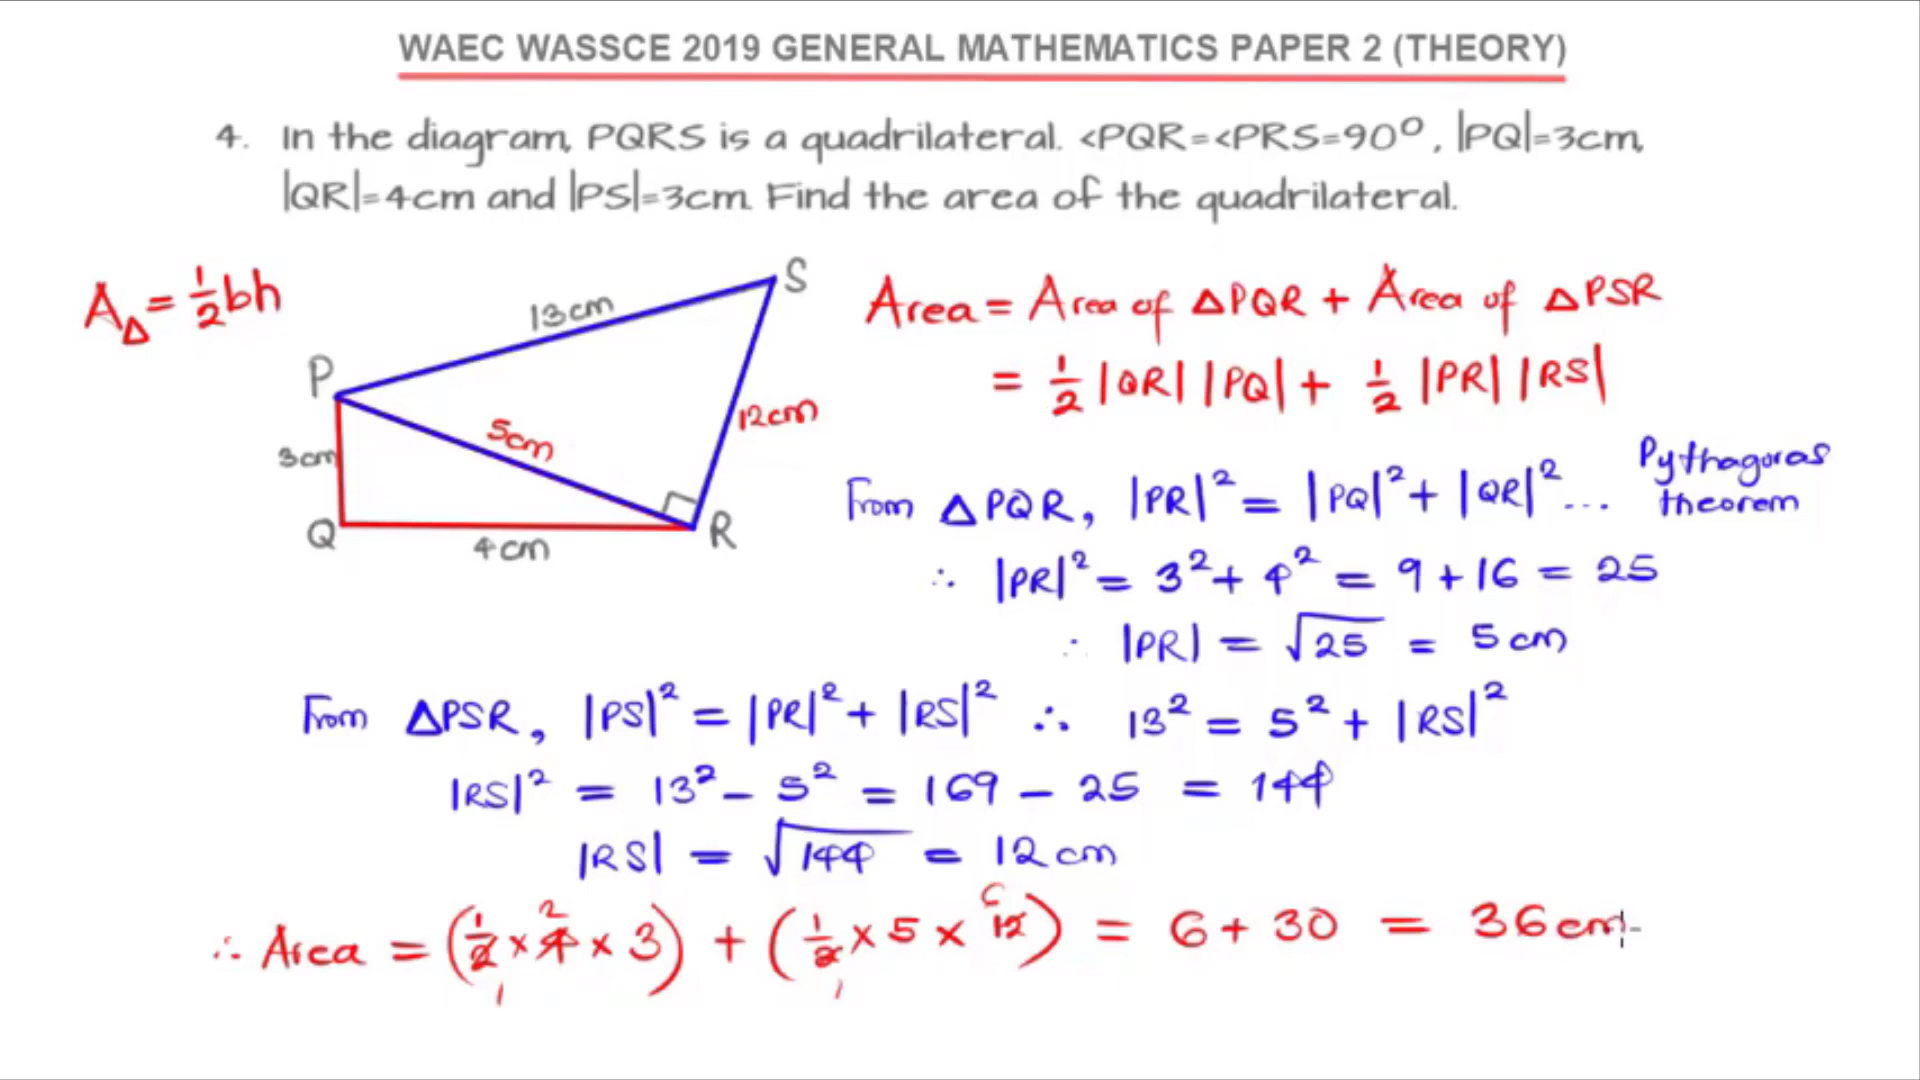 WAEC WASSCE 2019 GENERAL MATHEMATICS PAPER 2 (THEORY)
4. In the diagram, PQRS is a quadrilateral. <PQR=<PRS=90°, |PQ|=3cm,
|QR|=4cm and |PS|=3cm. Find the area of the quadrilateral.
A△ = 1/2 bh
S
13cm
P
5cm
12cm
3cm
Q
4cm
R
Area = Area of △PQR + Area of △PSR
= 1/2 |QR| |PQ| + 1/2 |PR| |RS|
From △PQR, |PR|² = |PQ|² + |QR|² ... Pythagoras
theorem
∴ |PR|² = 3² + 4² = 9 + 16 = 25
∴ |PR| = √25 = 5cm
From △PSR, |PS|² = |PR|² + |RS|² ∴ 13² = 5² + |RS|²
|RS|² = 13² - 5² = 169 - 25 = 144
|RS| = √144 = 12cm
∴ Area = (1/2 × 4 × 3) + (1/2 × 5 × 12) = 6 + 30 = 36cm